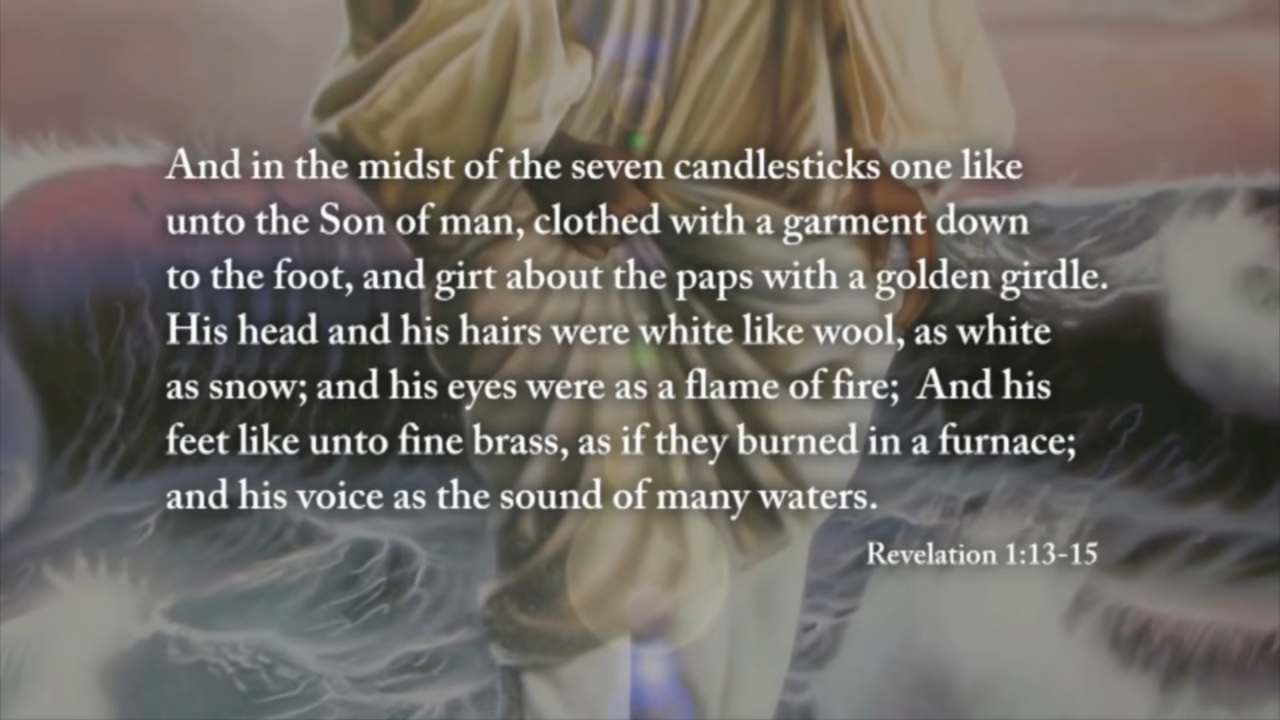 And in the midst of the seven candlesticks one like
unto the Son of man, clothed with a garment down
to the foot, and girt about the paps with a golden girdle.
His head and his hairs were white like wool, as white
as snow; and his eyes were as a flame of fire;  And his
feet like unto fine brass, as if they burned in a furnace;
and his voice as the sound of many waters.
Revelation 1:13-15